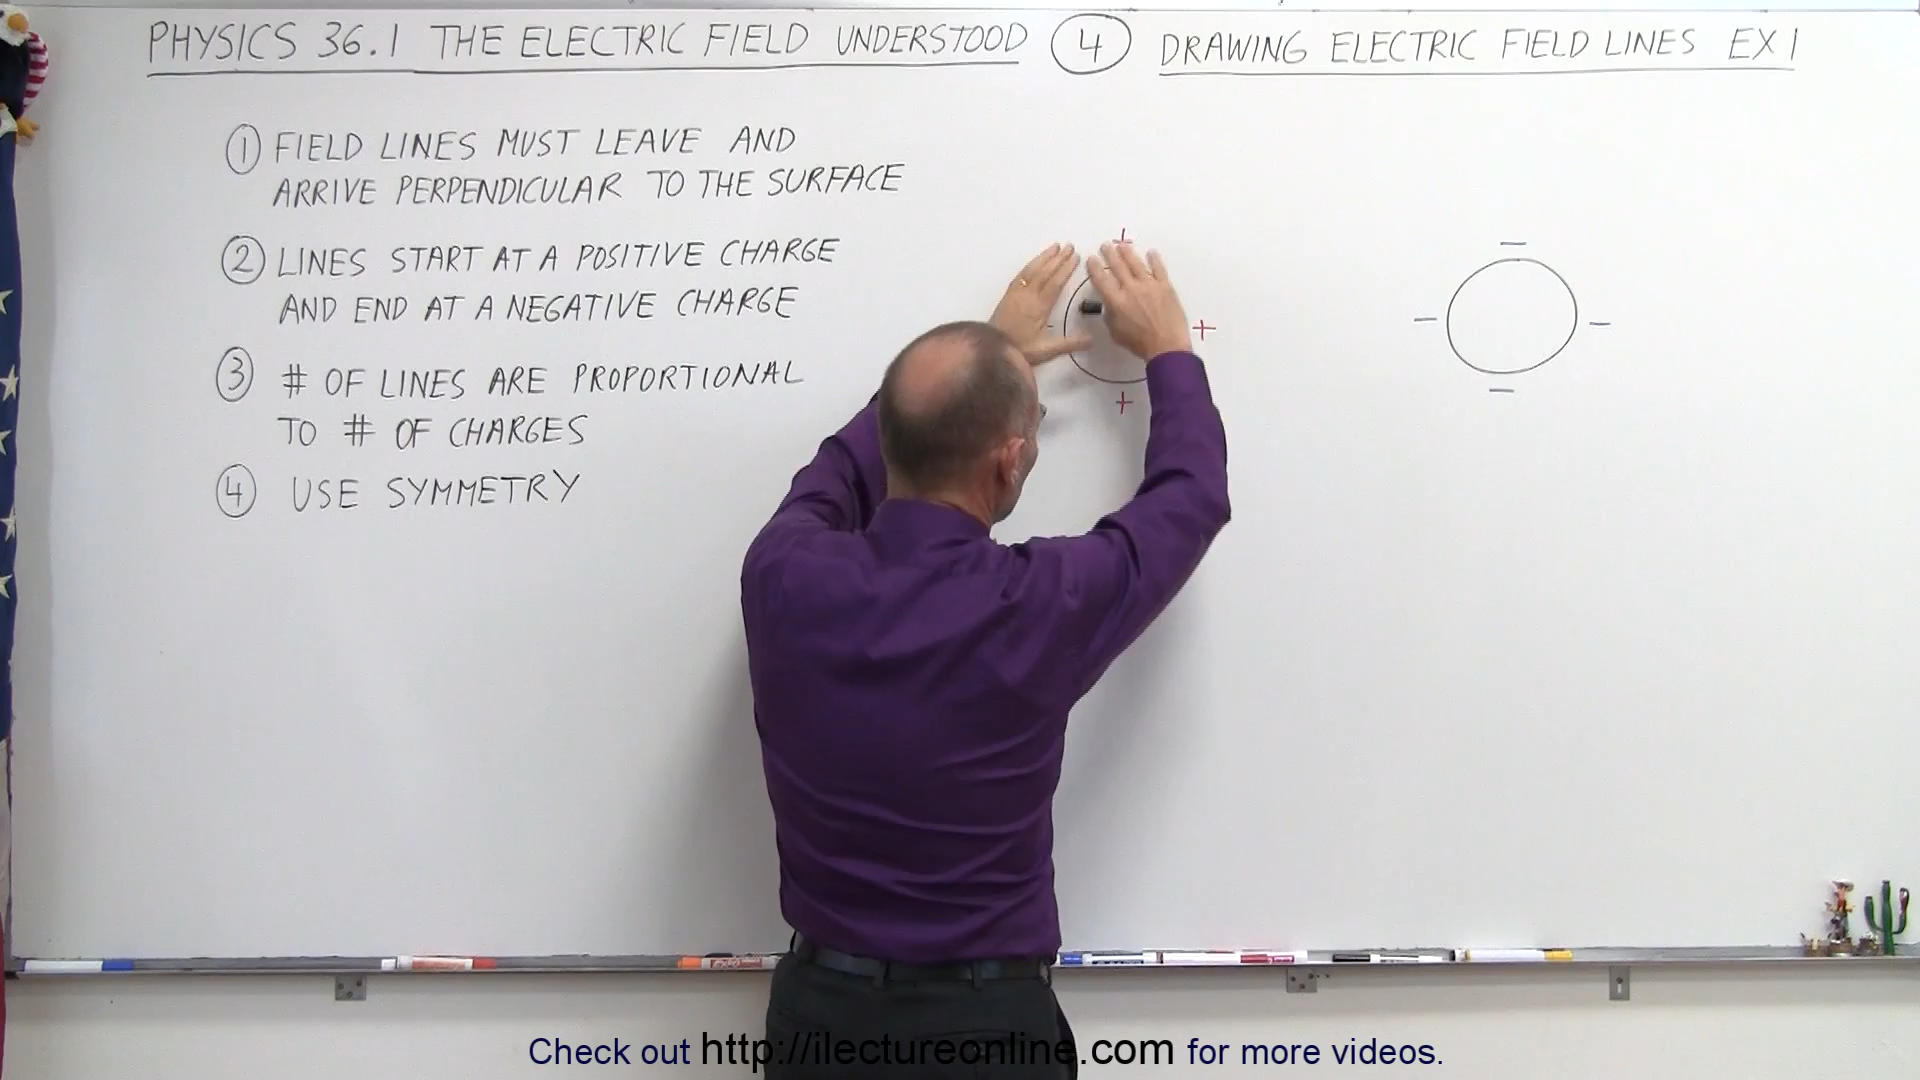 PHYSICS 36.1 THE ELECTRIC FIELD UNDERSTOOD 4 DRAWING ELECTRIC FIELD LINES EX 1
1 FIELD LINES MUST LEAVE AND
ARRIVE PERPENDICULAR TO THE SURFACE
2 LINES START AT A POSITIVE CHARGE
AND END AT A NEGATIVE CHARGE
3 # OF LINES ARE PROPORTIONAL
TO # OF CHARGES
4 USE SYMMETRY
+ −
+ − −
+ −
Check out http://ilectureonline.com for more videos.